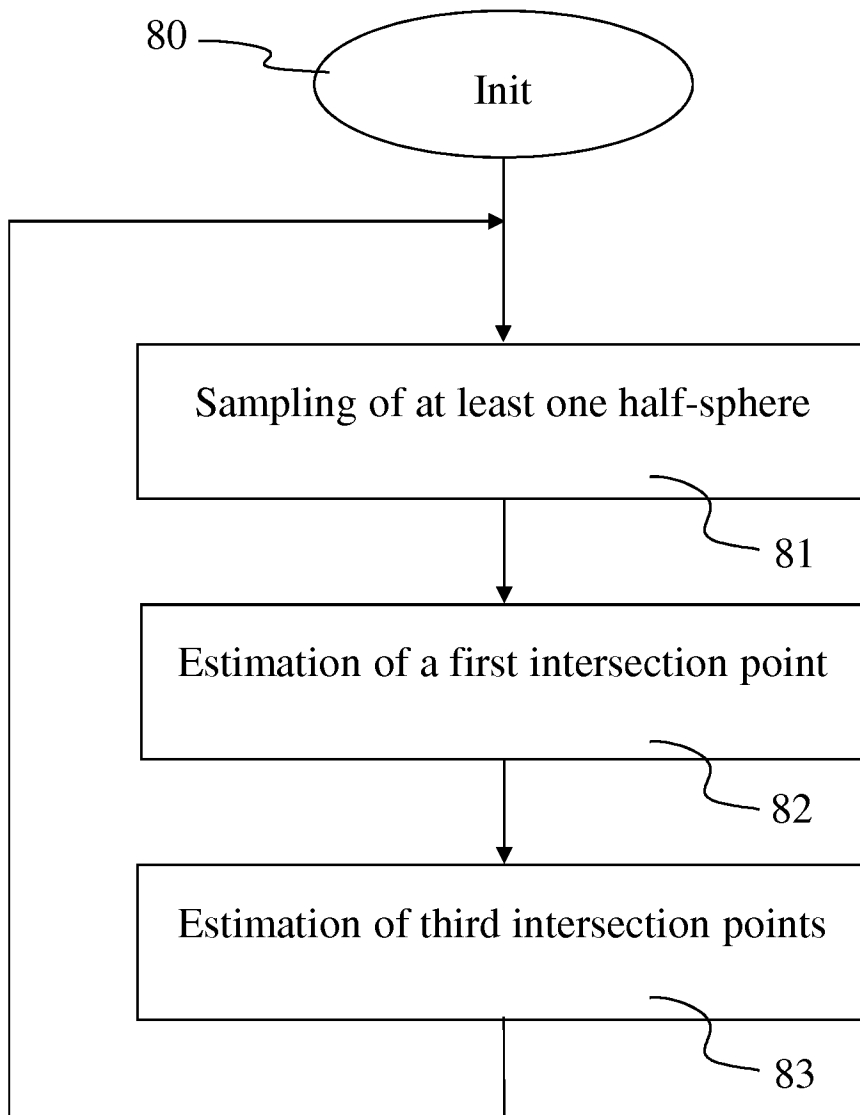 80
Init
Sampling of at least one half-sphere
81
Estimation of a first intersection point
82
Estimation of third intersection points
83